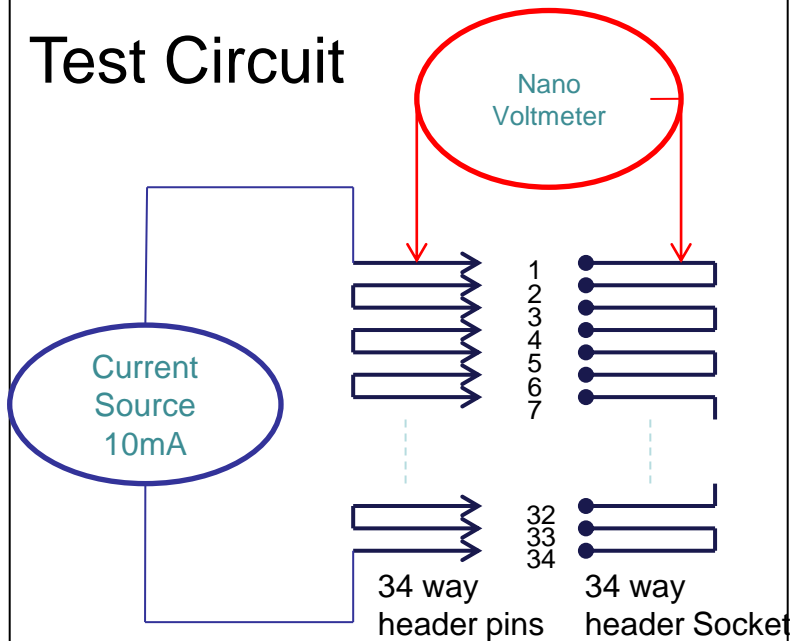 Test Circuit
Nano
Voltmeter
1
2
3
4
5
6
7
Current
Source
10mA
32
33
34
34 way
header pins
34 way
header Socket